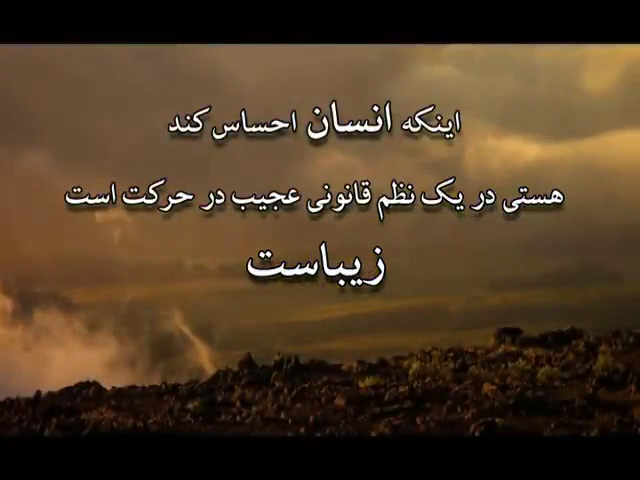 اینکه انسان احساس کند
هستی در یک نظم قانونی عجیب در حرکت است
زیباست